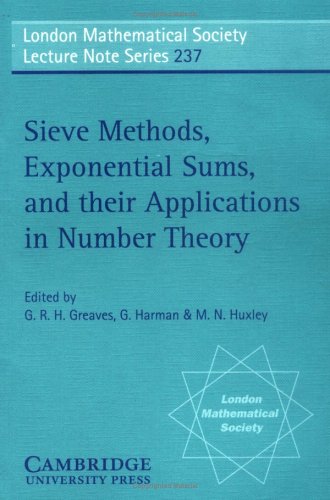 London Mathematical Society
Lecture Note Series 237
Sieve Methods,
Exponential Sums,
and their Applications
in Number Theory
Edited by
G. R. H. Greaves, G. Harman & M. N. Huxley
London
Mathematical
Society
CAMBRIDGE
UNIVERSITY PRESS